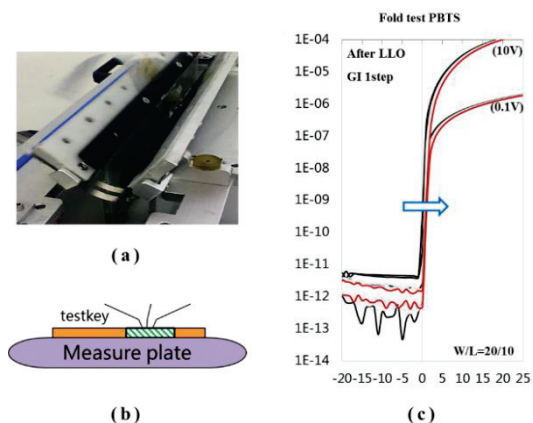 Fold test PBTS
1E-04
1E-05
1E-06
1E-07
1E-08
1E-09
1E-10
1E-11
1E-12
1E-13
1E-14
After LLO
GI 1step
(10V)
(0.1V)
W/L=20/10
-20 -15 -10 -5 0 5 10 15 20 25
(a)
testkey
Measure plate
(b)
(c)